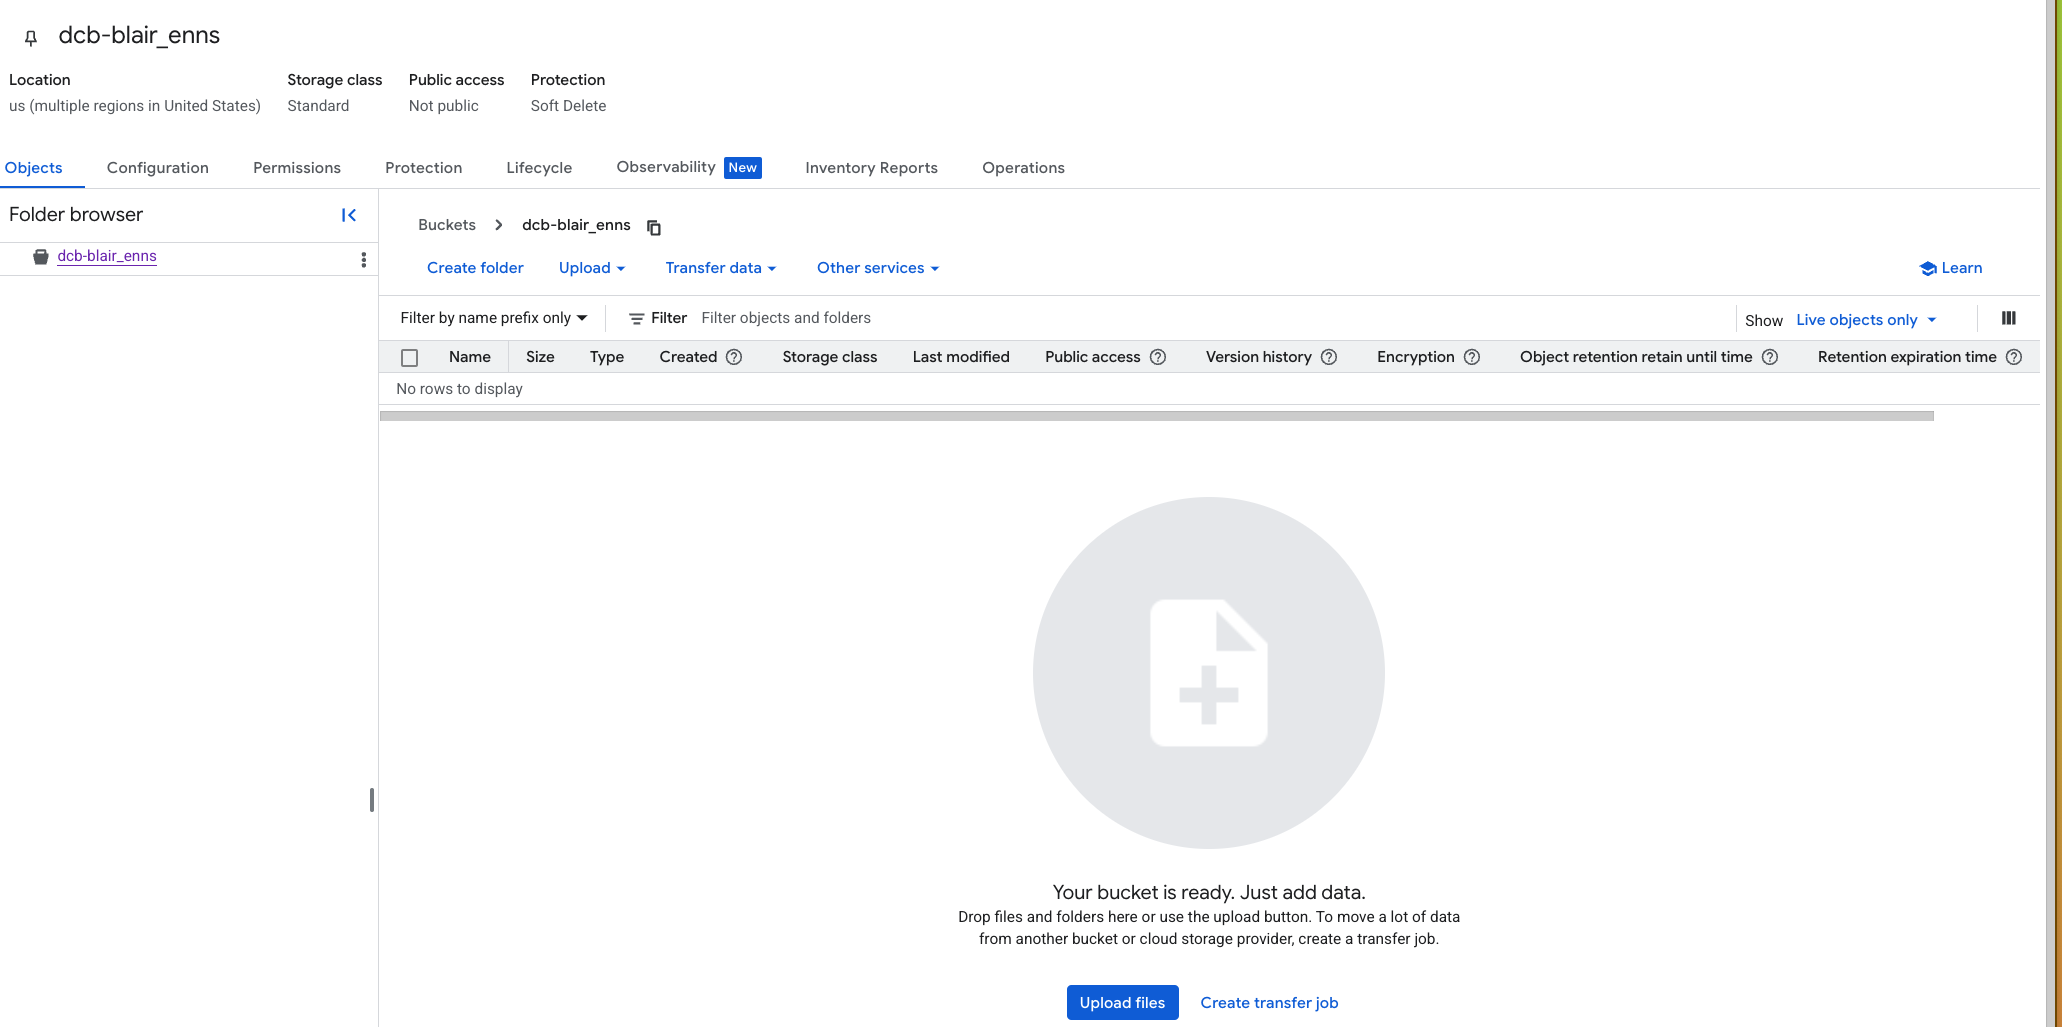 dcb-blair_enns
Location Storage class Public access Protection
us (multiple regions in United States) Standard Not public Soft Delete
Objects Configuration Permissions Protection Lifecycle Observability New Inventory Reports Operations
Folder browser
dcb-blair_enns
Buckets dcb-blair_enns
Create folder Upload Transfer data Other services Learn
Filter by name prefix only Filter Filter objects and folders Show Live objects only
Name Size Type Created Storage class Last modified Public access Version history Encryption Object retention retain until time Retention expiration time
No rows to display
Your bucket is ready. Just add data.
Drop files and folders here or use the upload button. To move a lot of data
from another bucket or cloud storage provider, create a transfer job.
Upload files Create transfer job